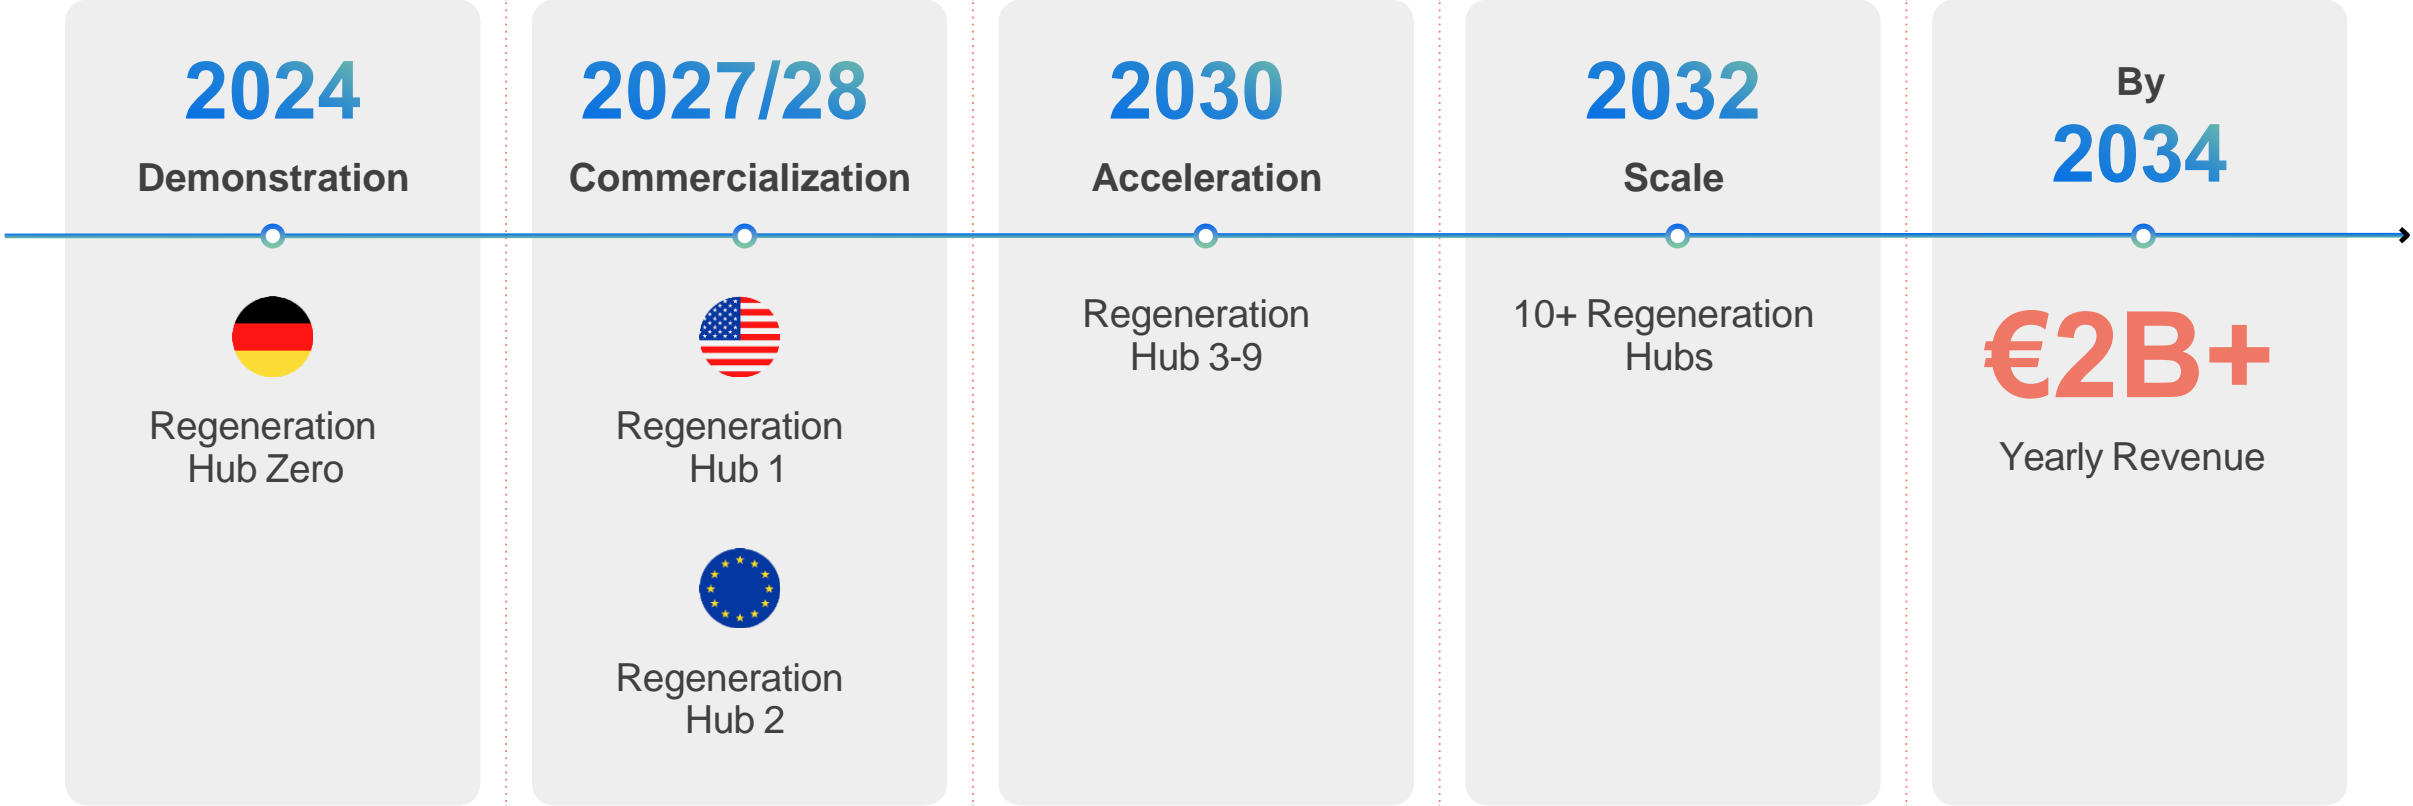 2024
Demonstration
Regeneration
Hub Zero
2027/28
Commercialization
Regeneration
Hub 1
Regeneration
Hub 2
2030
Acceleration
Regeneration
Hub 3-9
2032
Scale
10+ Regeneration
Hubs
By
2034
€2B+
Yearly Revenue